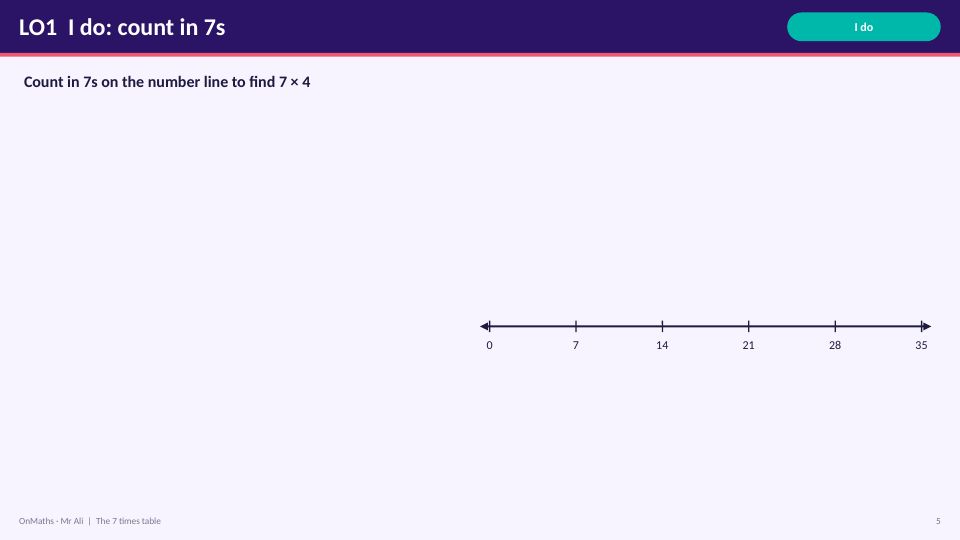 LO1 I do: count in 7s
I do
Count in 7s on the number line to find 7 × 4
0 7 14 21 28 35
OnMaths - Mr Ali | The 7 times table
5